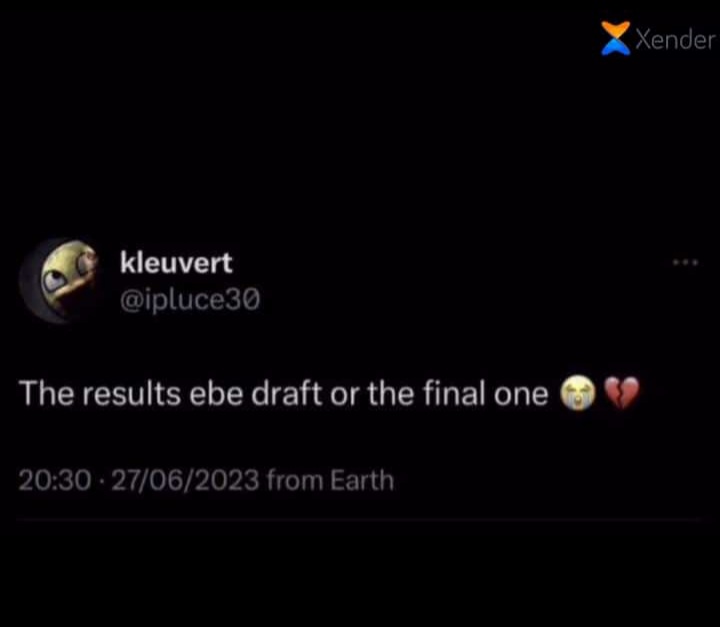 Xender
kleuvert
@ipluce30
The results ebe draft or the final one 😭💔
20:30 · 27/06/2023 from Earth